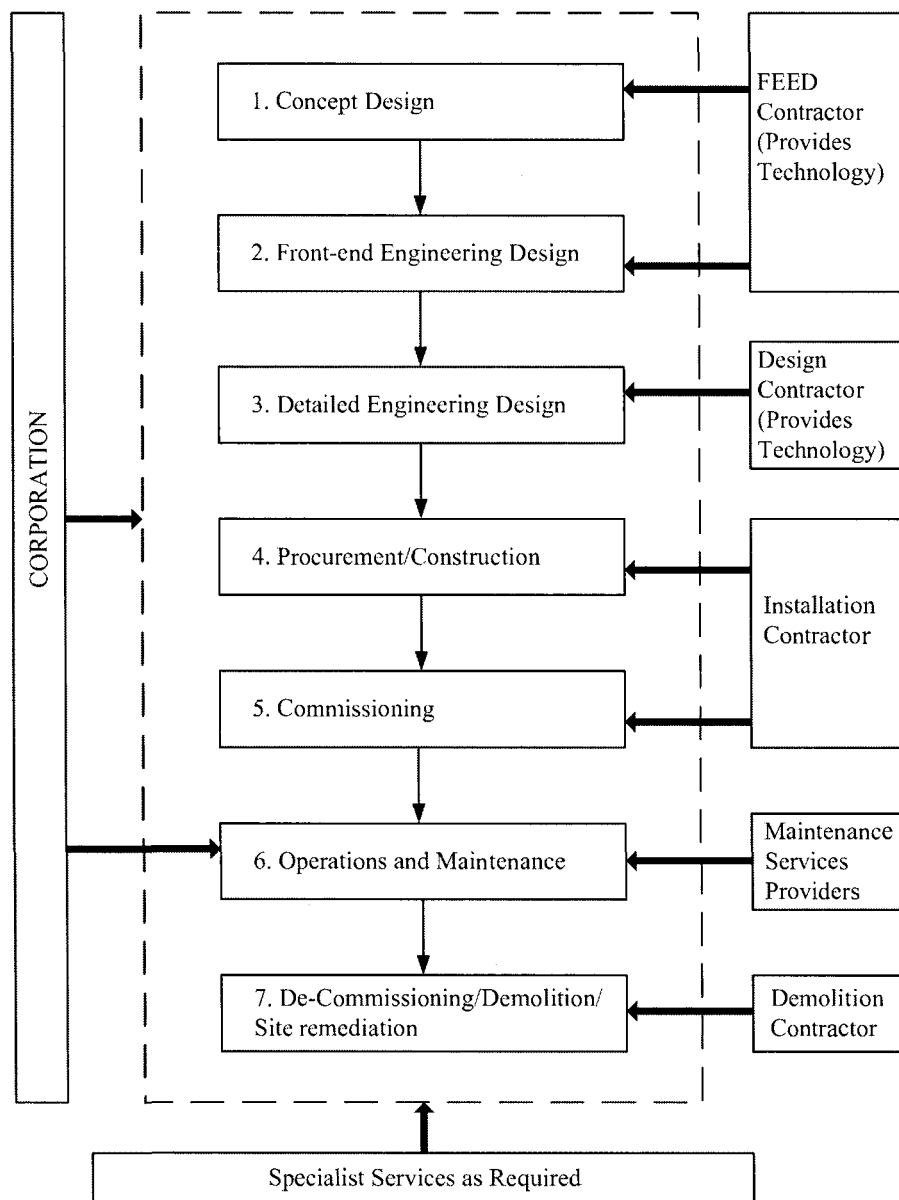 CORPORATION
1. Concept Design
2. Front-end Engineering Design
3. Detailed Engineering Design
4. Procurement/Construction
5. Commissioning
6. Operations and Maintenance
7. De-Commissioning/Demolition/
Site remediation
FEED
Contractor
(Provides
Technology)
Design
Contractor
(Provides
Technology)
Installation
Contractor
Maintenance
Services
Providers
Demolition
Contractor
Specialist Services as Required